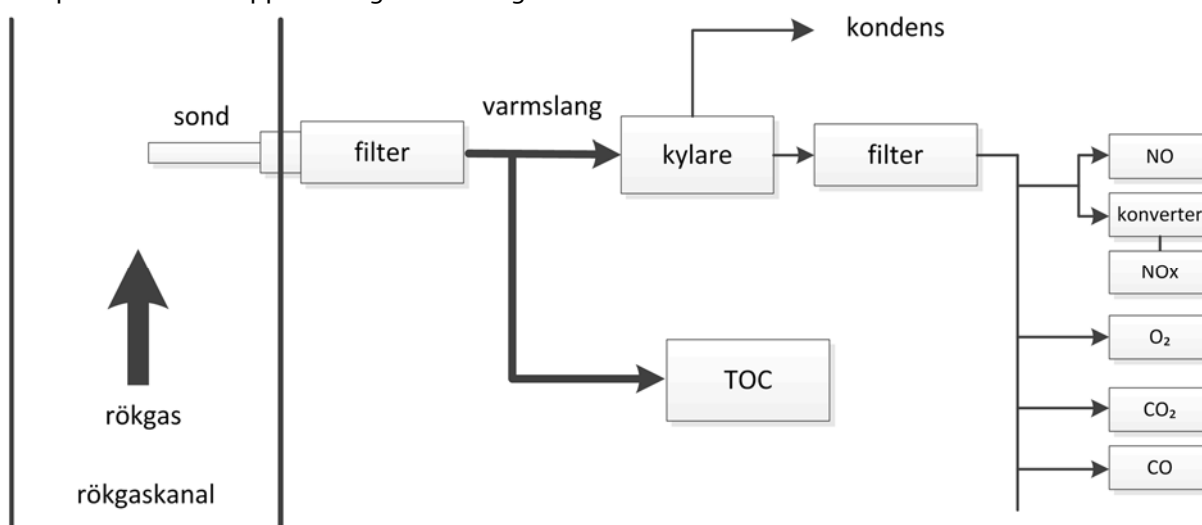 kondens
sond
varmslang
filter
kylare
filter
NO
konverter
NOx
O₂
TOC
CO₂
rökgas
CO
rökgaskanal